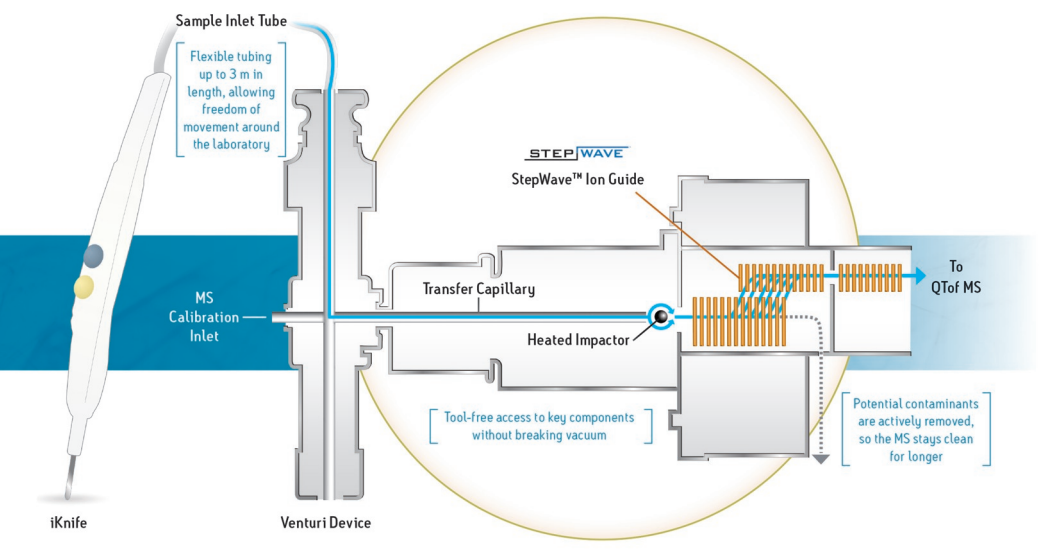 Sample Inlet Tube
Flexible tubing
up to 3 m in
length, allowing
freedom of
movement around
the laboratory
STEPWAVE
StepWave™ Ion Guide
To
QTof MS
MS
Calibration
Inlet
Transfer Capillary
Heated Impactor
Tool-free access to key components
without breaking vacuum
Potential contaminants
are actively removed,
so the MS stays clean
for longer
iKnife
Venturi Device